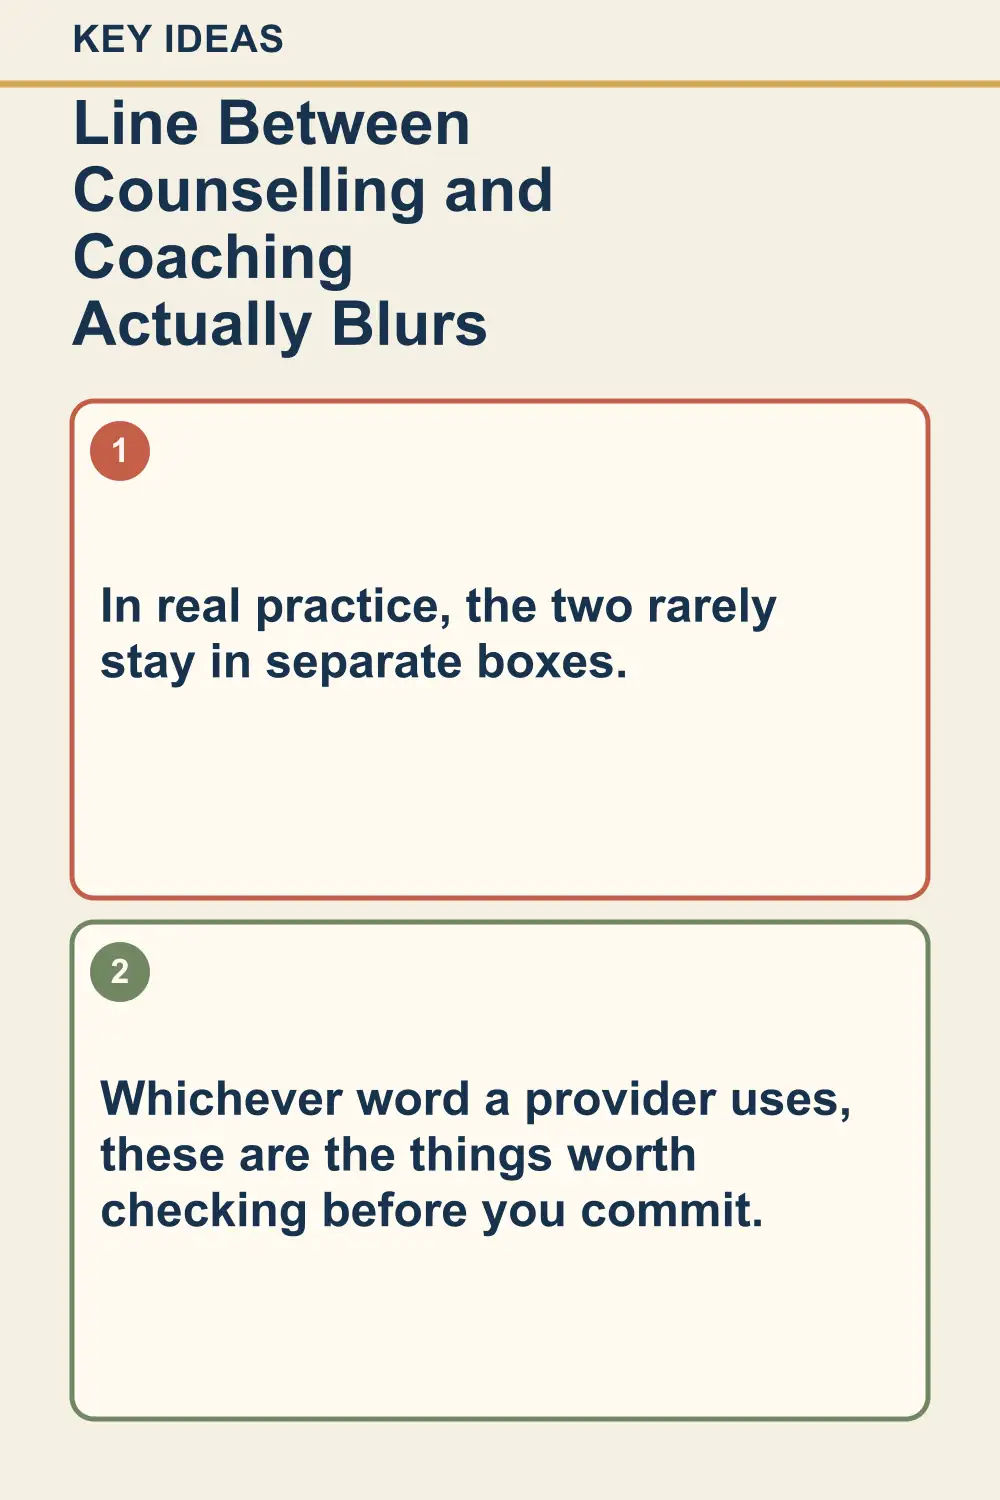 KEY IDEAS
Line Between
Counselling and
Coaching
Actually Blurs
1
In real practice, the two rarely
stay in separate boxes.
2
Whichever word a provider uses,
these are the things worth
checking before you commit.